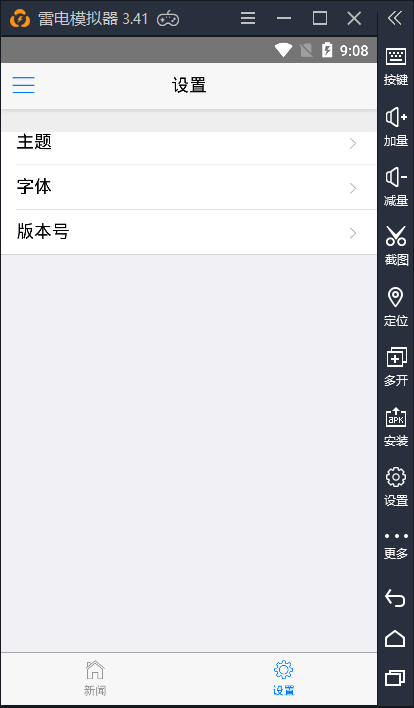 雷电模拟器 3.41
9:08
设置
主题
字体
版本号
新闻
设置
按键
加量
减量
截图
定位
多开
APK
安装
设置
更多